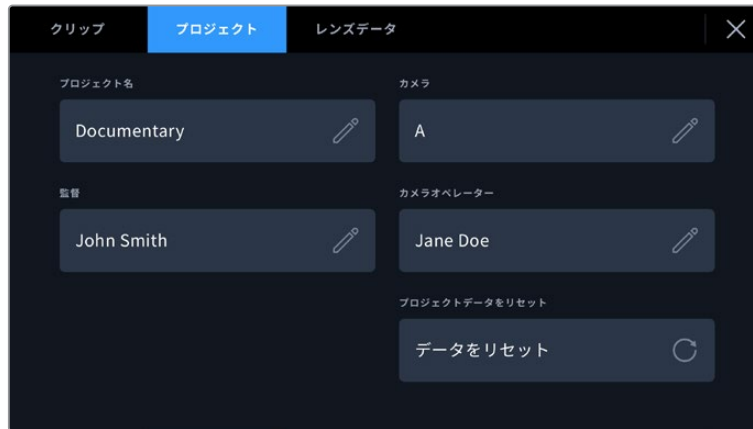 クリップ
プロジェクト
レンズデータ
プロジェクト名
カメラ
Documentary
A
監督
カメラオペレーター
John Smith
Jane Doe
プロジェクトデータをリセット
データをリセット